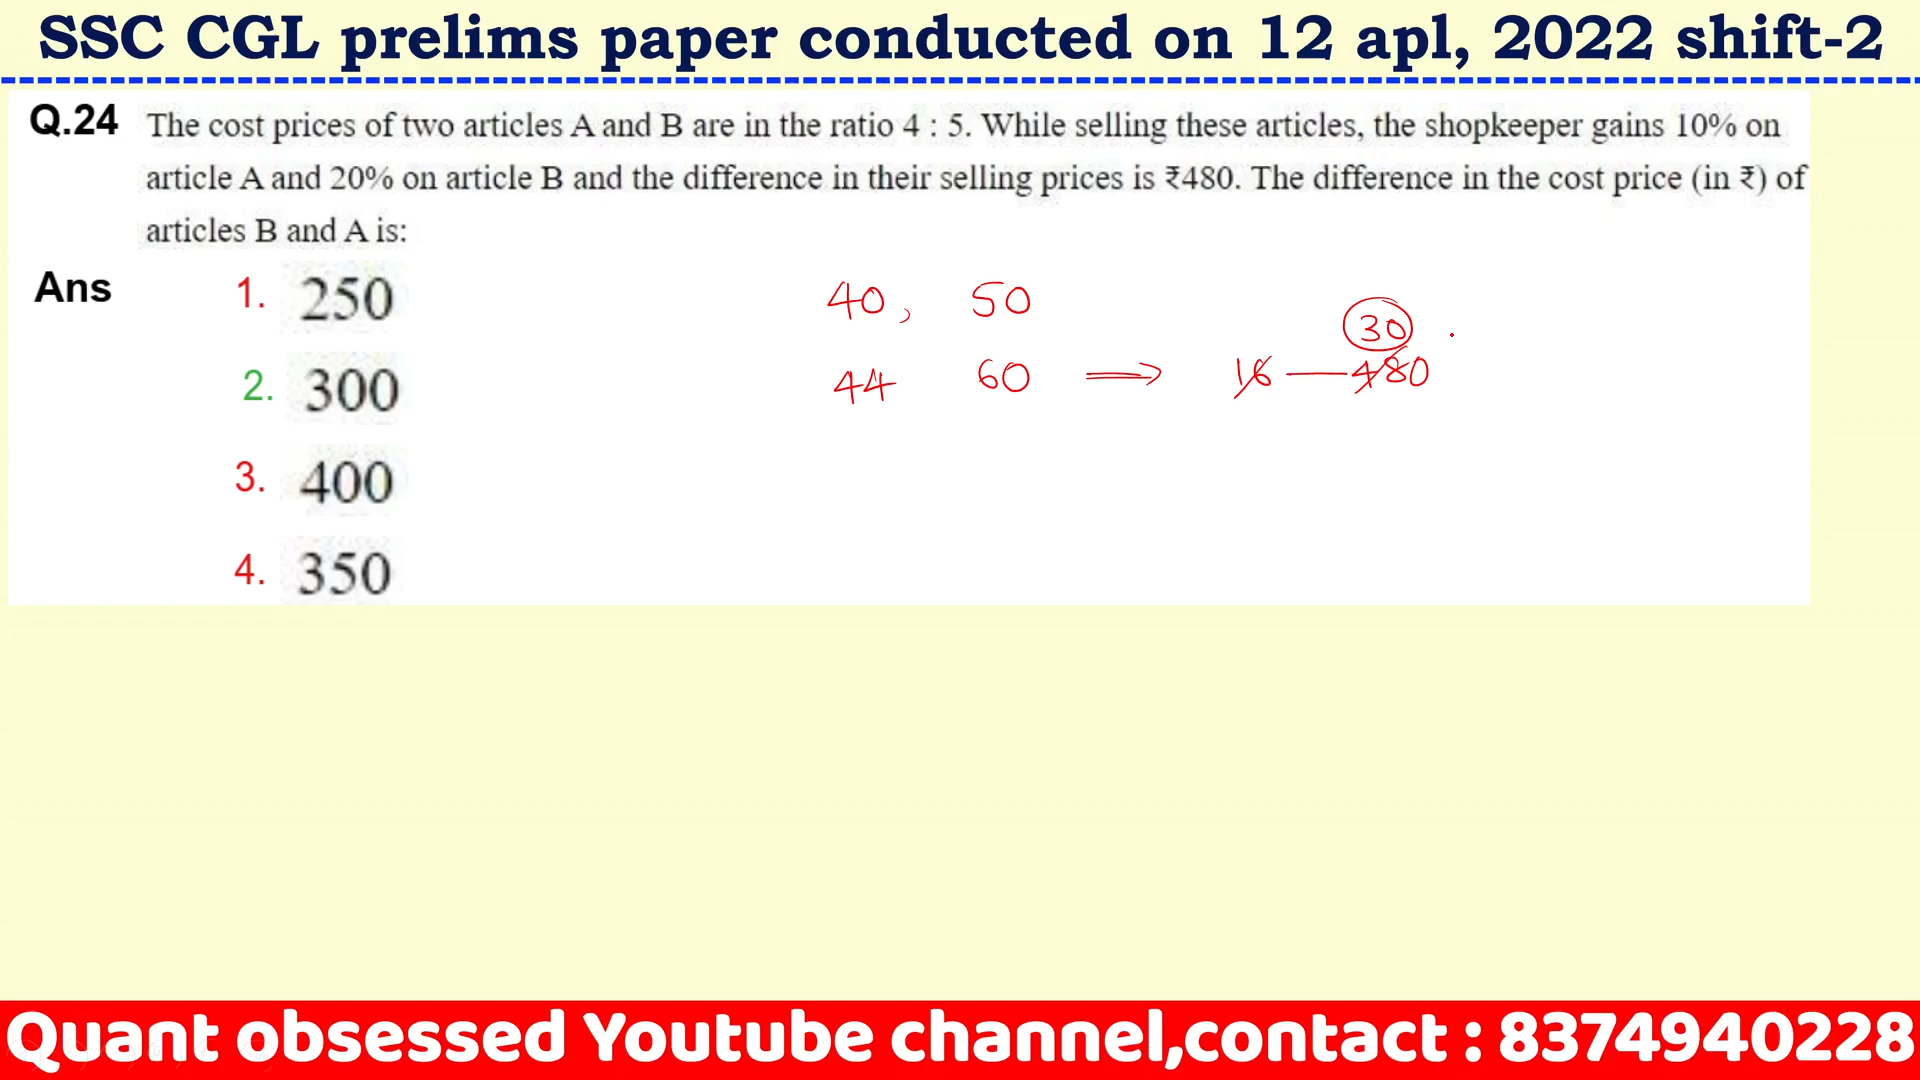 SSC CGL prelims paper conducted on 12 apl, 2022 shift-2
Q.24 The cost prices of two articles A and B are in the ratio 4 : 5. While selling these articles, the shopkeeper gains 10% on
article A and 20% on article B and the difference in their selling prices is ₹480. The difference in the cost price (in ₹) of
articles B and A is:
Ans 1. 250
2. 300
3. 400
4. 350
40, 50
30
44 60 ⟹ 16 — 480
Quant obsessed Youtube channel,contact : 8374940228